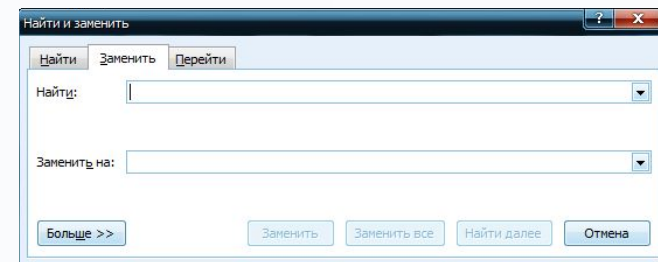 Найти и заменить
Найти Заменить Перейти
Найти:
Заменить на:
Больше >> Заменить Заменить все Найти далее Отмена